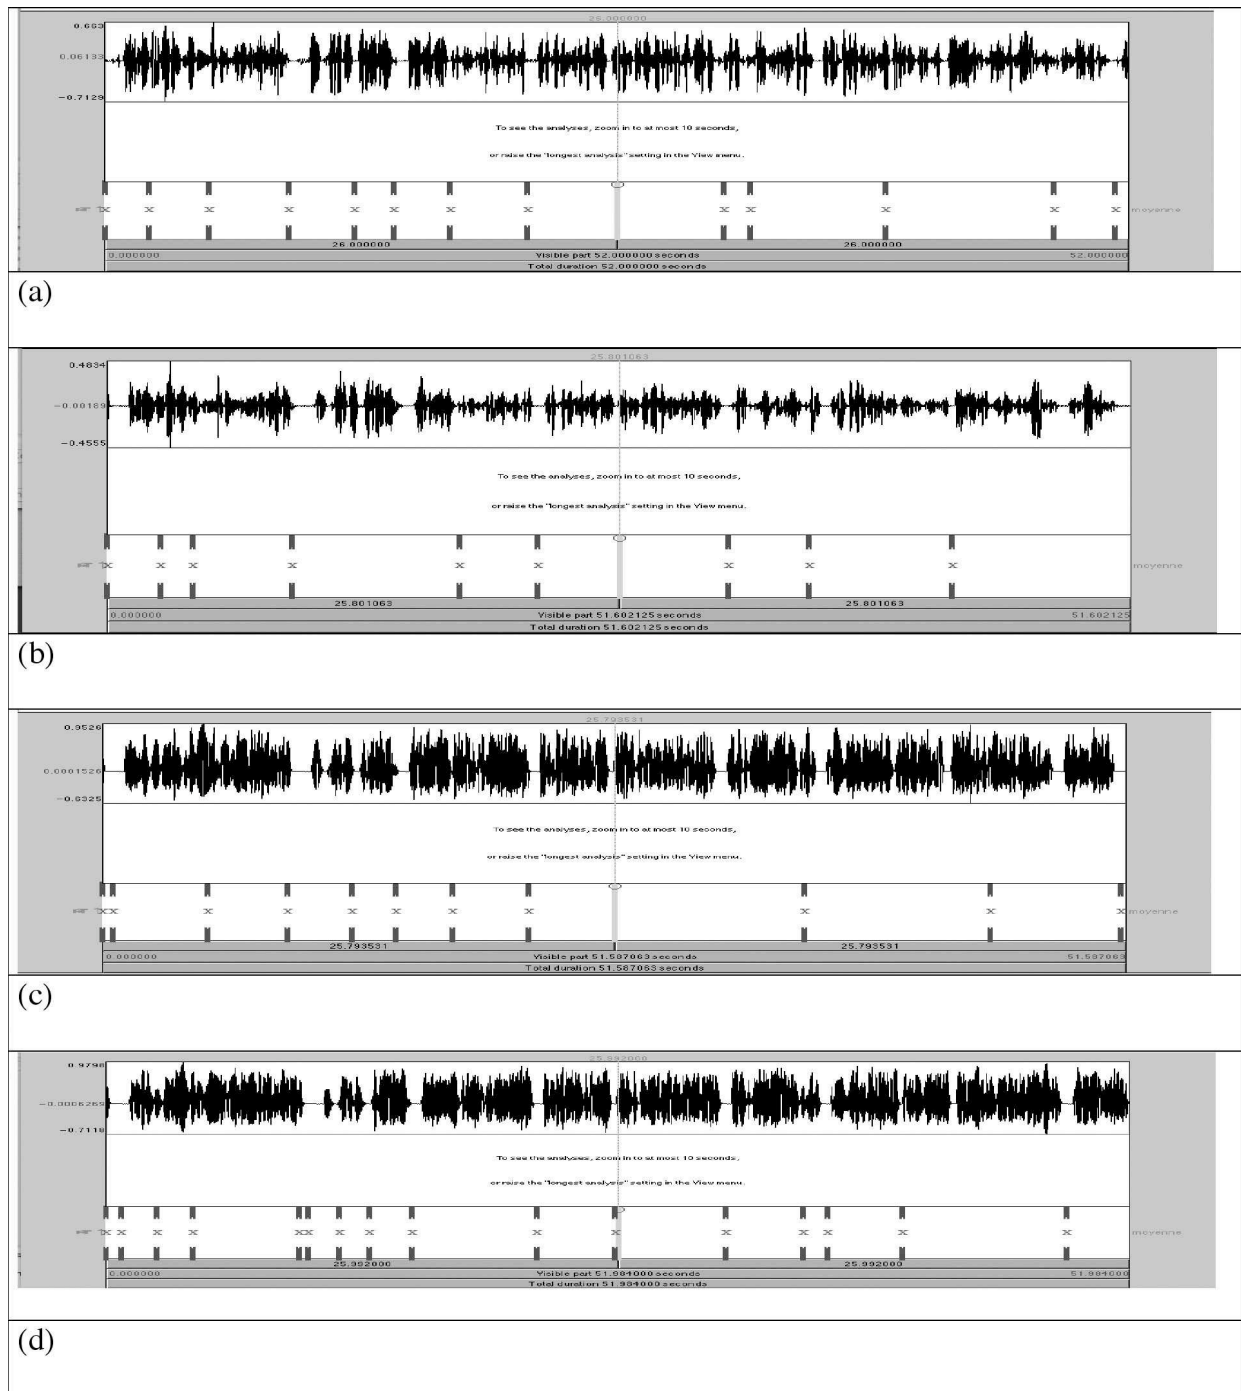 26.000000
0.663
0.06133
-0.7129
To see the analyses, zoom in to at most 10 seconds,
or raise the "longest analysis" setting in the View menu.
x x x x x x x x x x x x x moyenne
26.000000 26.000000
0.000000 Visible part 52.000000 seconds 52.000000
Total duration 52.000000 seconds
(a)
25.801063
0.4834
-0.00189
-0.4555
To see the analyses, zoom in to at most 10 seconds,
or raise the "longest analysis" setting in the View menu.
x x x x x x x x x moyenne
25.801063 25.801063
0.000000 Visible part 51.602125 seconds 51.602125
Total duration 51.602125 seconds
(b)
25.793531
0.9526
0.0001526
-0.6325
To see the analyses, zoom in to at most 10 seconds,
or raise the "longest analysis" setting in the View menu.
x x x x x x x x x x x moyenne
25.793531 25.793531
0.000000 Visible part 51.587063 seconds 51.587063
Total duration 51.587063 seconds
(c)
25.992000
0.9798
-0.0006269
-0.7118
To see the analyses, zoom in to at most 10 seconds,
or raise the "longest analysis" setting in the View menu.
x x x x x x x x x x x x x x x x moyenne
25.992000 25.992000
0.000000 Visible part 51.984000 seconds 51.984000
Total duration 51.984000 seconds
(d)